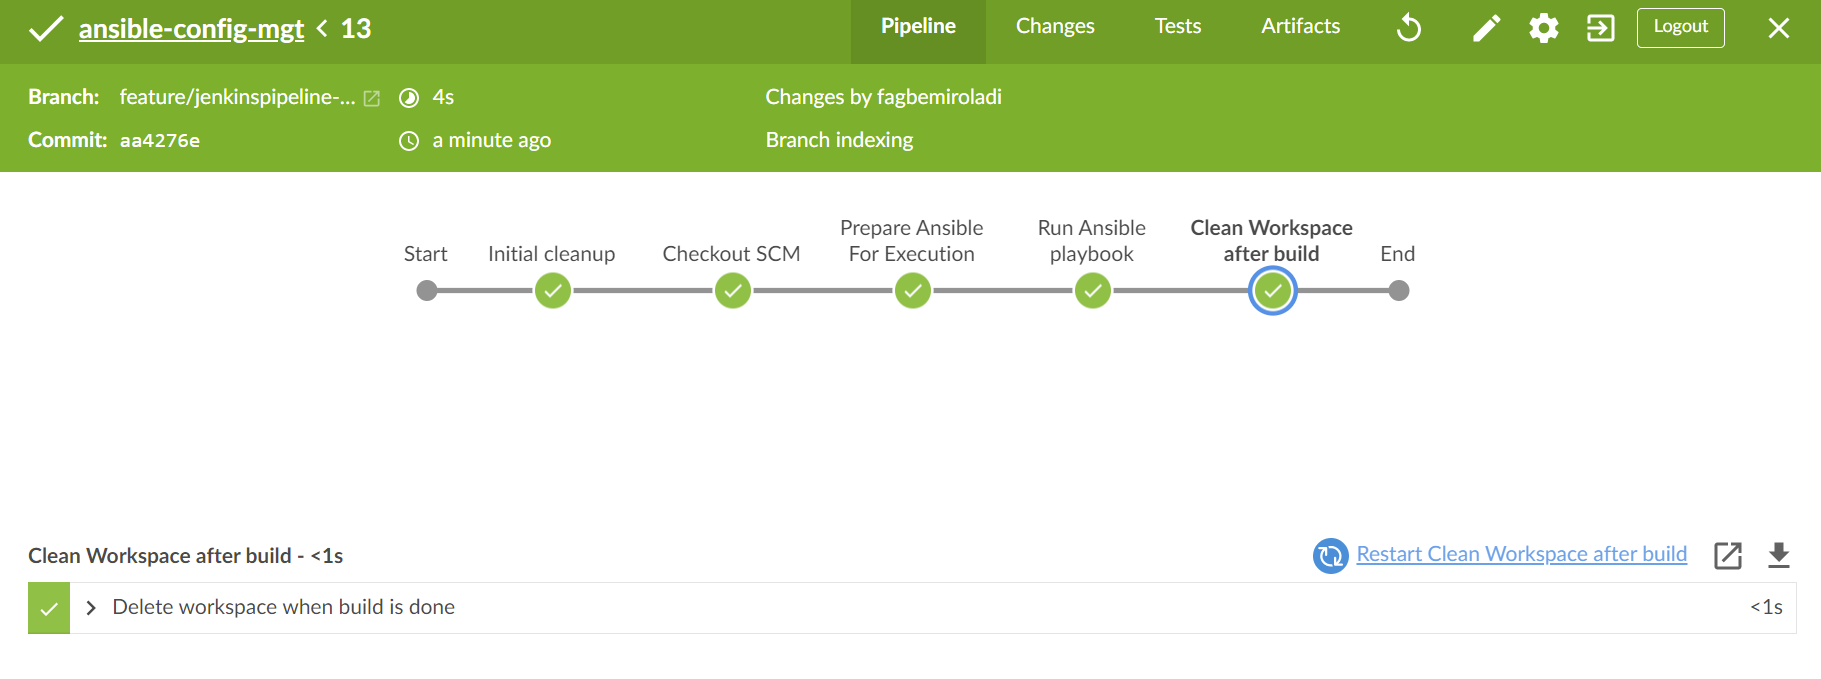 ansible-config-mgt < 13
Pipeline Changes Tests Artifacts Logout
Branch: feature/jenkinspipeline-... 4s Changes by fagbemiroladi
Commit: aa4276e a minute ago Branch indexing
Start
Initial cleanup
Checkout SCM
Prepare Ansible
For Execution
Run Ansible
playbook
Clean Workspace
after build
End
Clean Workspace after build - <1s
Restart Clean Workspace after build
Delete workspace when build is done <1s